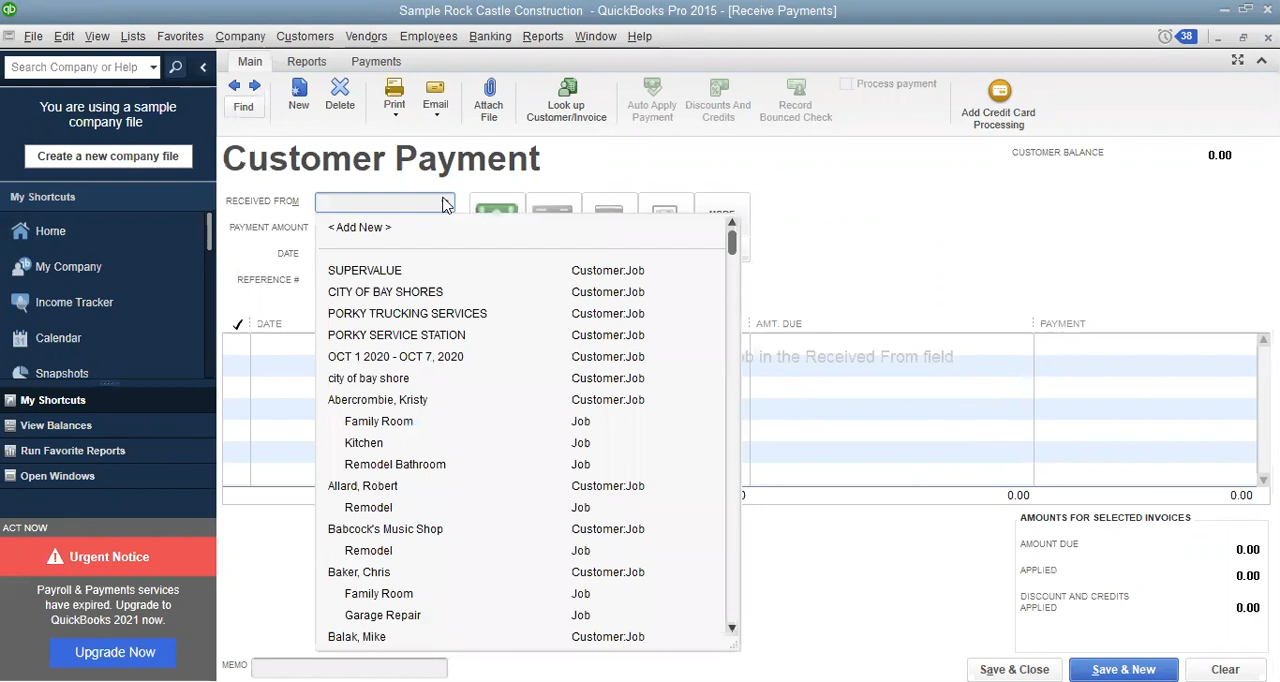 Sample Rock Castle Construction - QuickBooks Pro 2015 - [Receive Payments]
File Edit View Lists Favorites Company Customers Vendors Employees Banking Reports Window Help
38
Search Company or Help
Main Reports Payments
Find
New
Delete
Print
Email
Attach
File
Look up
Customer/Invoice
Auto Apply
Payment
Discounts And
Credits
Record
Bounced Check
Process payment
Add Credit Card
Processing
You are using a sample
company file
Create a new company file
My Shortcuts
Home
My Company
Income Tracker
Calendar
Snapshots
My Shortcuts
View Balances
Run Favorite Reports
Open Windows
ACT NOW
Urgent Notice
Payroll & Payments services
have expired. Upgrade to
QuickBooks 2021 now.
Upgrade Now
Customer Payment
CUSTOMER BALANCE 0.00
RECEIVED FROM
PAYMENT AMOUNT
DATE
REFERENCE #
DATE
< Add New >
SUPERVALUE Customer:Job
CITY OF BAY SHORES Customer:Job
PORKY TRUCKING SERVICES Customer:Job
PORKY SERVICE STATION Customer:Job
OCT 1 2020 - OCT 7, 2020 Customer:Job
city of bay shore Customer:Job
Abercrombie, Kristy Customer:Job
Family Room Job
Kitchen Job
Remodel Bathroom Job
Allard, Robert Customer:Job
Remodel Job
Babcock's Music Shop Customer:Job
Remodel Job
Baker, Chris Customer:Job
Family Room Job
Garage Repair Job
Balak, Mike Customer:Job
AMT. DUE PAYMENT
in the Received From field
0.00 0.00
AMOUNTS FOR SELECTED INVOICES
AMOUNT DUE 0.00
APPLIED 0.00
DISCOUNT AND CREDITS
APPLIED 0.00
MEMO
Save & Close Save & New Clear